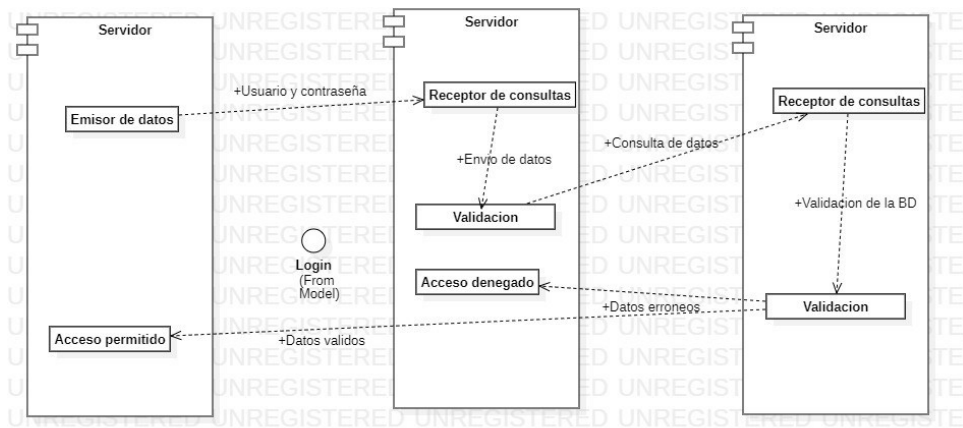 Servidor
Servidor
Servidor
+Usuario y contraseña
Receptor de consultas
Receptor de consultas
Emisor de datos
+Consulta de datos
+Envio de datos
+Validacion de la BD
Validacion
Login
(From
Model)
Acceso denegado
+Datos erroneos
Validacion
Acceso permitido
+Datos validos
UNREGISTERED